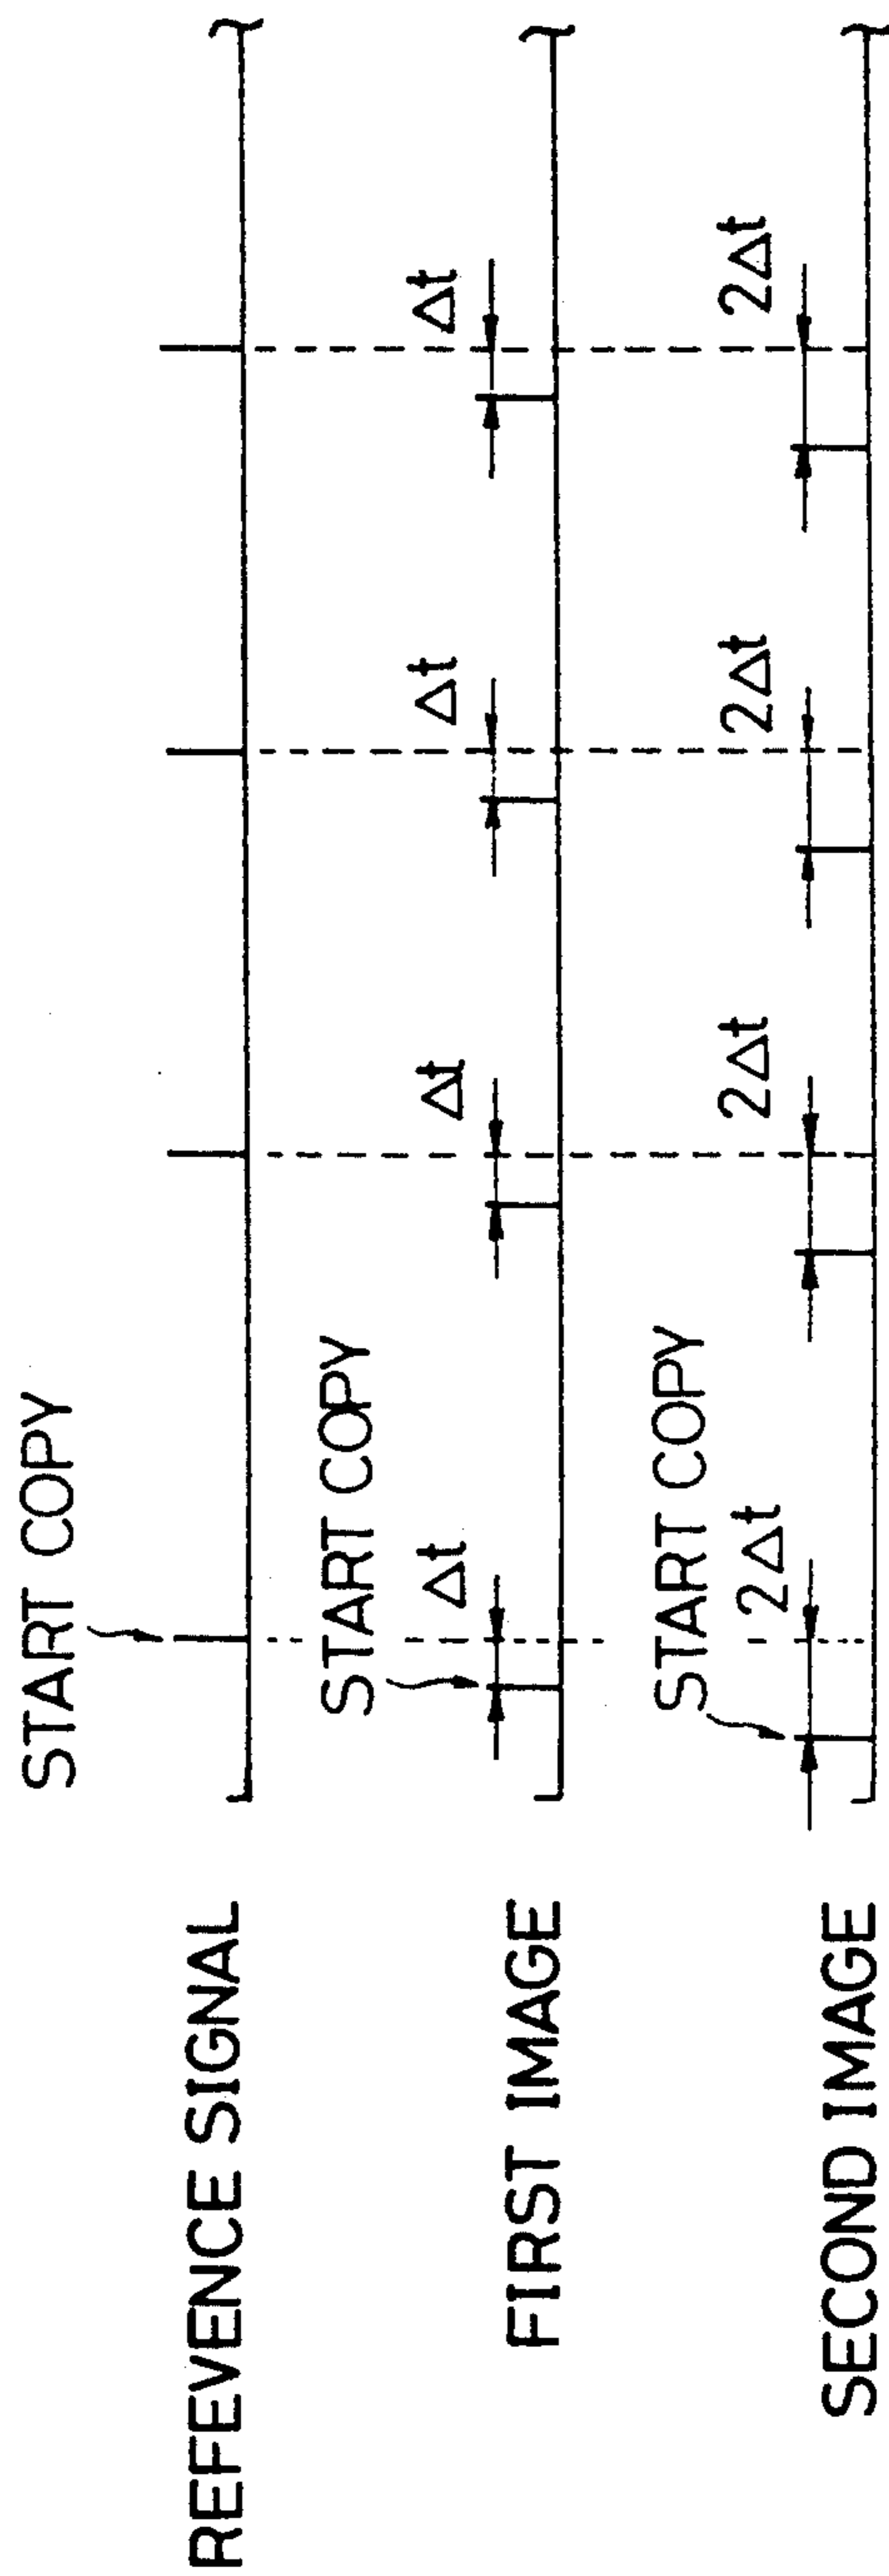 START COPY
REFEVENCE SIGNAL
START COPY
Δt Δt Δt Δt
FIRST IMAGE
START COPY
2Δt 2Δt 2Δt 2Δt
SECOND IMAGE